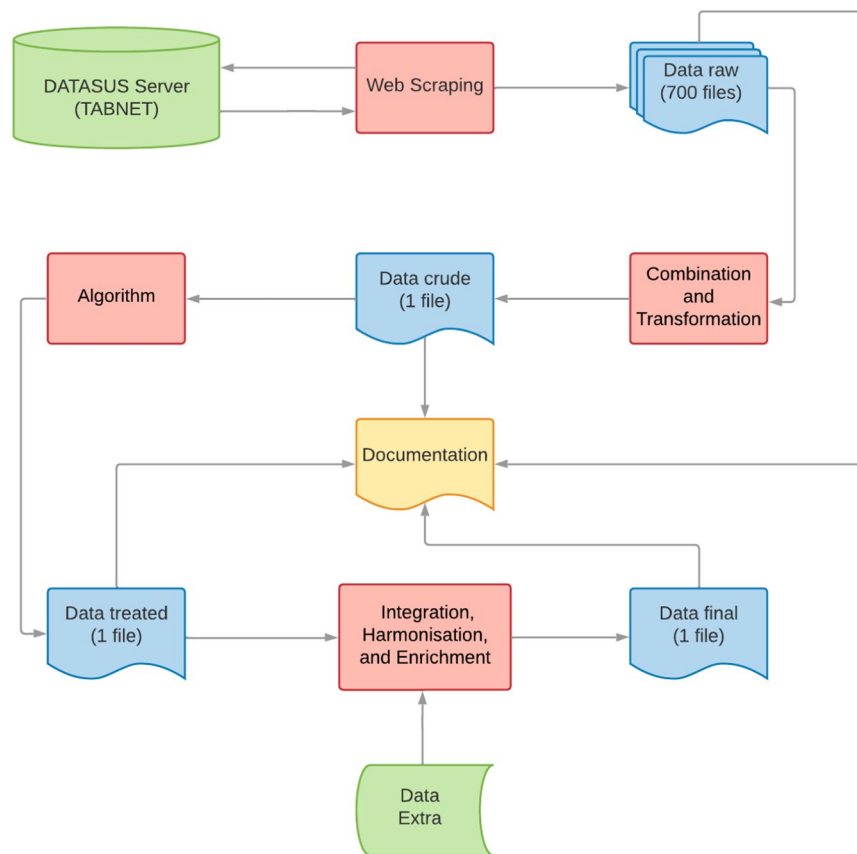 DATASUS Server
(TABNET)
Web Scraping
Data raw
(700 files)
Algorithm
Data crude
(1 file)
Combination
and
Transformation
Documentation
Data treated
(1 file)
Integration,
Harmonisation,
and Enrichment
Data final
(1 file)
Data
Extra